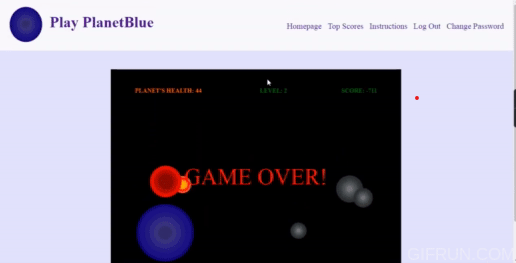 Play PlanetBlue
Homepage Top Scores Instructions Log Out Change Password
PLANET'S HEALTH: 44 LEVEL: 2 SCORE: 711
GAME OVER!
GIFRUN.COM